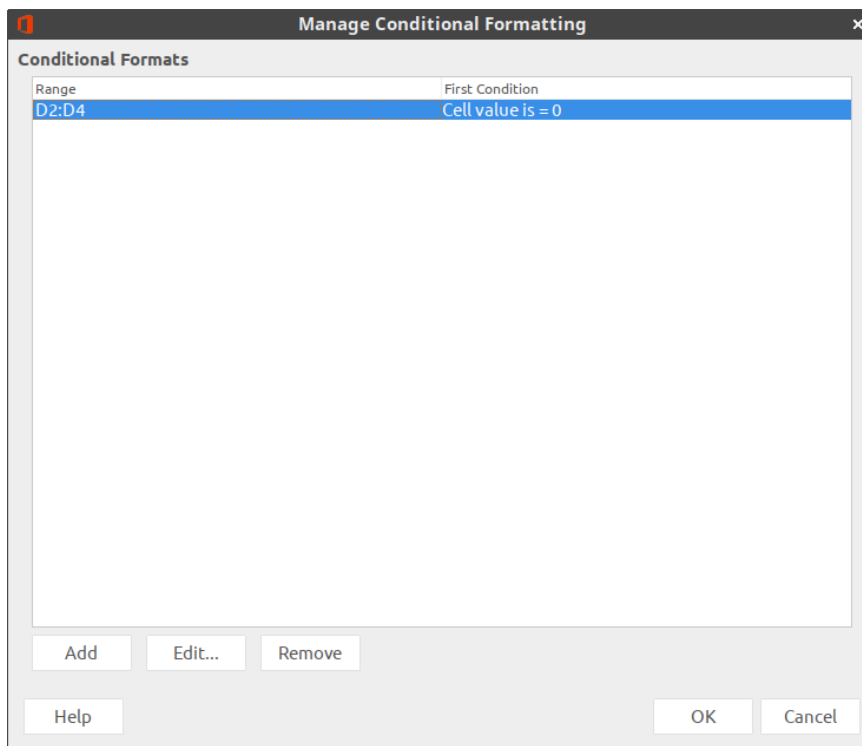 Manage Conditional Formatting
Conditional Formats
Range First Condition
D2:D4 Cell value is = 0
Add Edit... Remove
Help OK Cancel